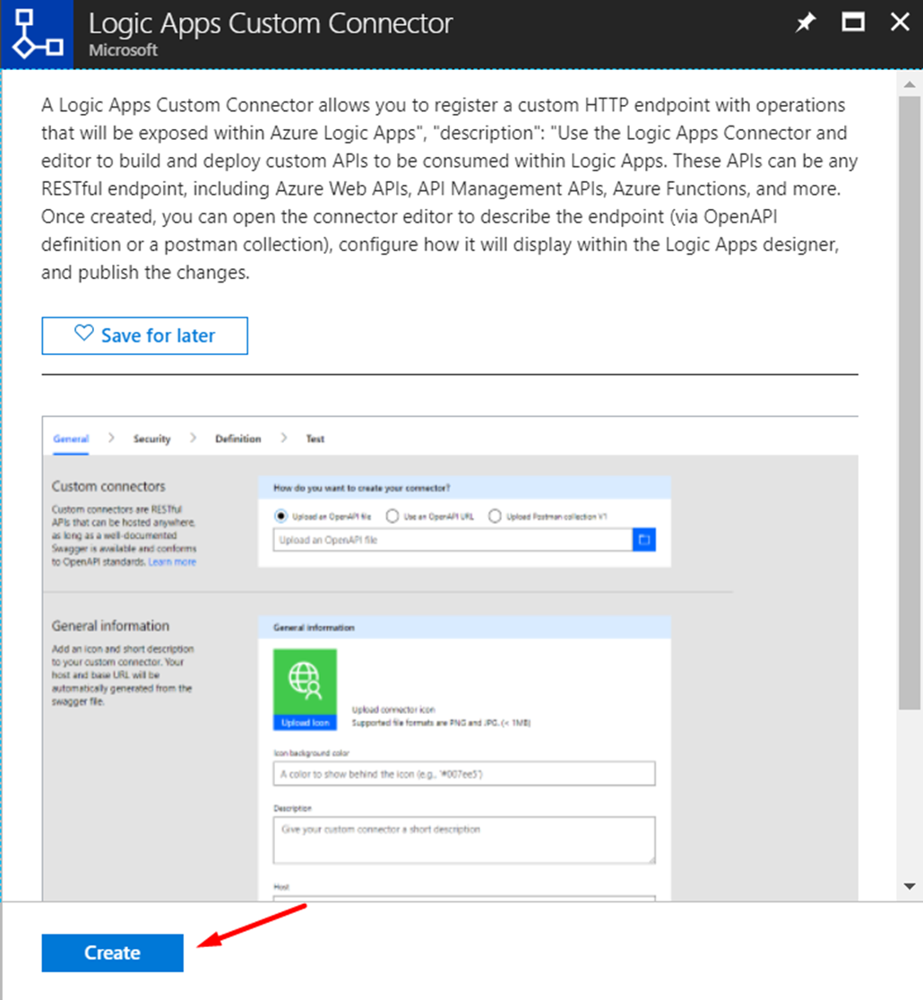 Logic Apps Custom Connector
Microsoft
A Logic Apps Custom Connector allows you to register a custom HTTP endpoint with operations
that will be exposed within Azure Logic Apps", "description": "Use the Logic Apps Connector and
editor to build and deploy custom APIs to be consumed within Logic Apps. These APIs can be any
RESTful endpoint, including Azure Web APIs, API Management APIs, Azure Functions, and more.
Once created, you can open the connector editor to describe the endpoint (via OpenAPI
definition or a postman collection), configure how it will display within the Logic Apps designer,
and publish the changes.
Save for later
General > Security > Definition > Test
Custom connectors
Custom connectors are RESTful
APIs that can be hosted anywhere,
as long as a well-documented
Swagger is available and conforms
to OpenAPI standards. Learn more
How do you want to create your connector?
Upload an OpenAPI file Use an OpenAPI URL Upload Postman collection V1
Upload an OpenAPI file
General information
Add an icon and short description
to your custom connector. Your
host and base URL will be
automatically generated from the
swagger file.
General information
Upload Icon
Upload connector icon
Supported file formats are PNG and JPG. (< 1MB)
Icon background color
A color to show behind the icon (e.g., '#007ee5')
Description
Give your custom connector a short description
Host
Create